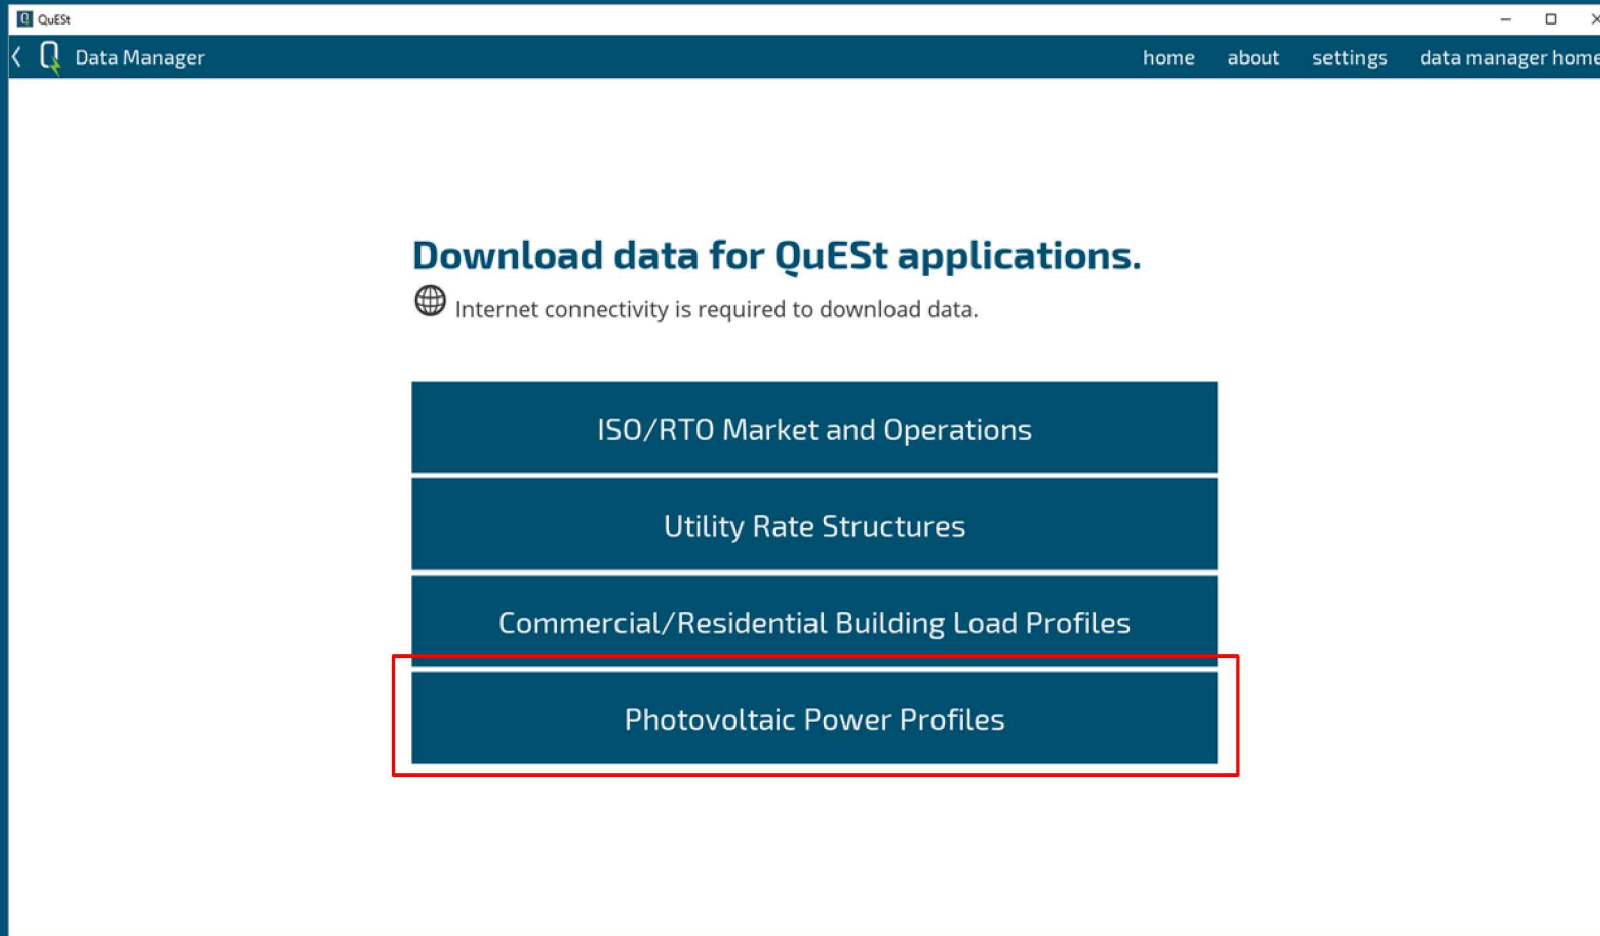 QuESt
Data Manager
home about settings data manager home
Download data for QuESt applications.
Internet connectivity is required to download data.
ISO/RTO Market and Operations
Utility Rate Structures
Commercial/Residential Building Load Profiles
Photovoltaic Power Profiles